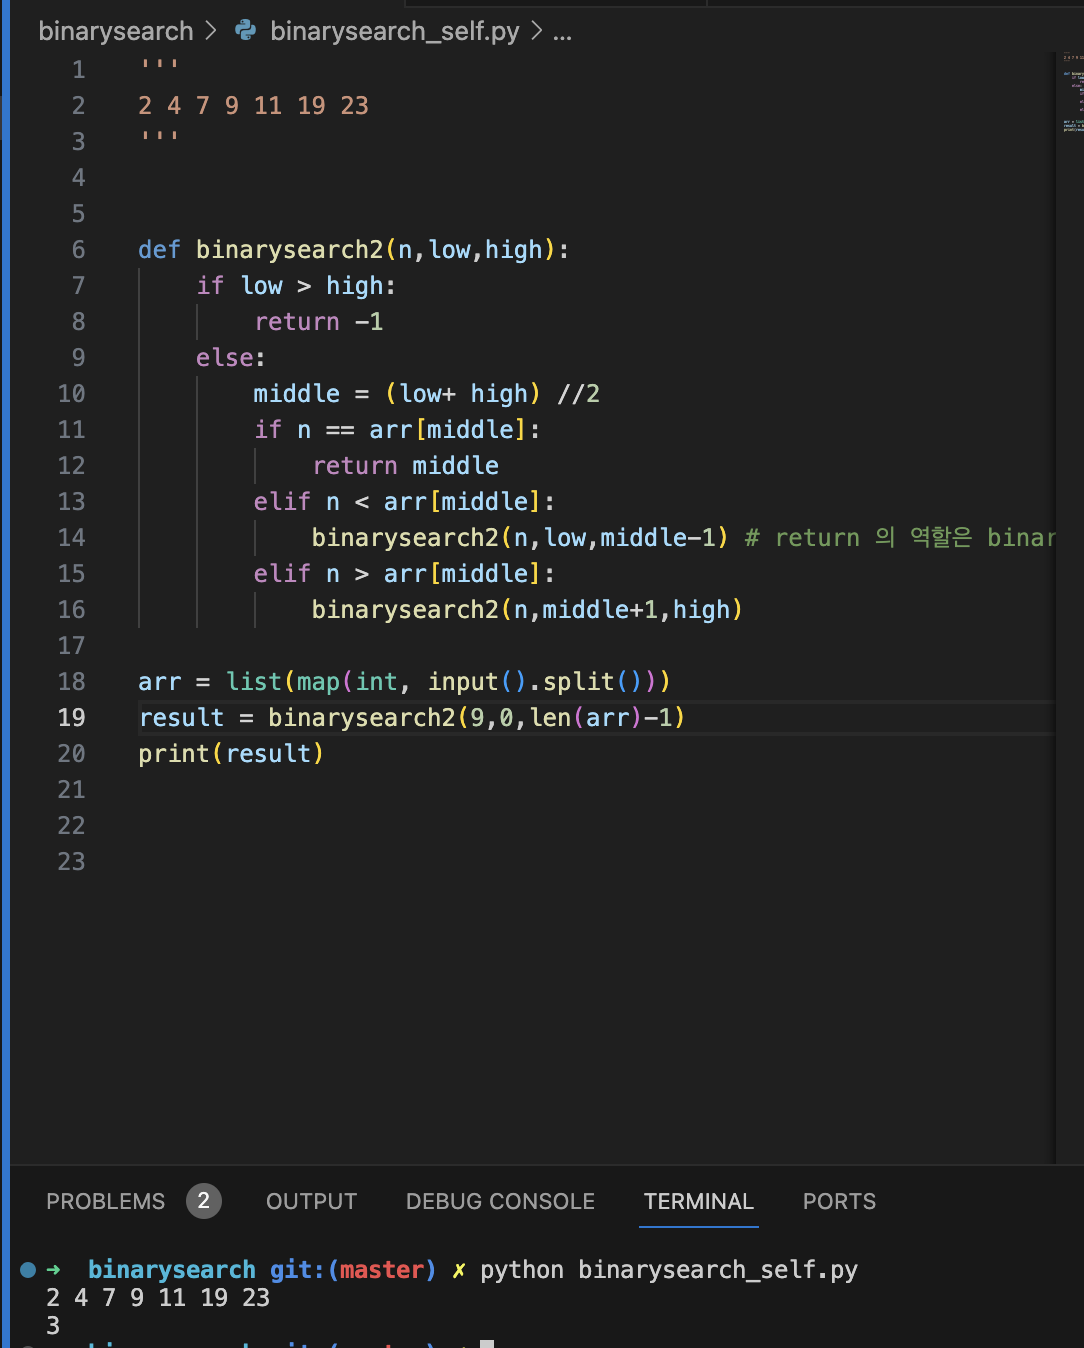 binarysearch > binarysearch_self.py > ...
1 '''
2 2 4 7 9 11 19 23
3 '''
4
5
6 def binarysearch2(n,low,high):
7     if low > high:
8         return -1
9     else:
10         middle = (low+ high) //2
11         if n == arr[middle]:
12             return middle
13         elif n < arr[middle]:
14             binarysearch2(n,low,middle-1) # return 의 역할은 binar
15         elif n > arr[middle]:
16             binarysearch2(n,middle+1,high)
17
18 arr = list(map(int, input().split()))
19 result = binarysearch2(9,0,len(arr)-1)
20 print(result)
21
22
23
PROBLEMS 2 OUTPUT DEBUG CONSOLE TERMINAL PORTS
➜ binarysearch git:(master) ✗ python binarysearch_self.py
2 4 7 9 11 19 23
3